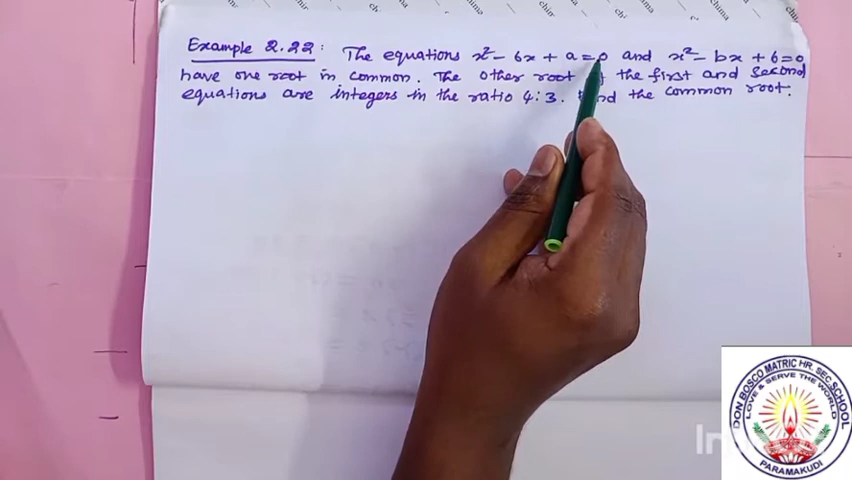 Example 2.22: The equations x² - 6x + a = 0 and x² - bx + 6 = 0
have one root in common. The other root of the first and second
equations are integers in the ratio 4:3. Find the common root.
DON BOSCO MATRIC HR. SEC SCHOOL
LOVE & SERVE THE WORLD
PARAMAKUDI